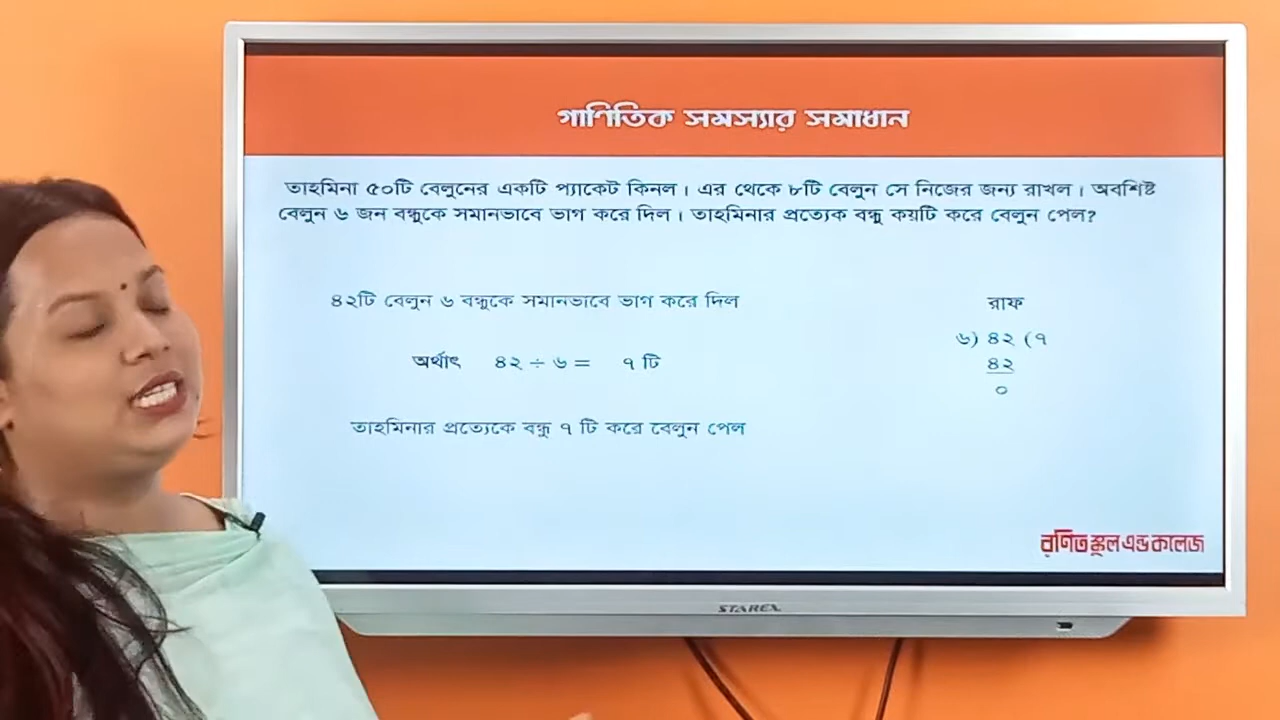 গাণিতিক সমস্যার সমাধান
তাহমিনা ৫০টি বেলুনের একটি প্যাকেট কিনল। এর থেকে ৮টি বেলুন সে নিজের জন্য রাখল। অবশিষ্ট
বেলুন ৬ জন বন্ধুকে সমানভাবে ভাগ করে দিল। তাহমিনার প্রত্যেক বন্ধু কয়টি করে বেলুন পেল?
৪২টি বেলুন ৬ বন্ধুকে সমানভাবে ভাগ করে দিল
অর্থাৎ ৪২ ÷ ৬ = ৭ টি
তাহমিনার প্রত্যেকে বন্ধু ৭ টি করে বেলুন পেল
রাফ
৬) ৪২ (৭
৪২
০
বর্ণিত স্কুল এন্ড কলেজ
STAREX